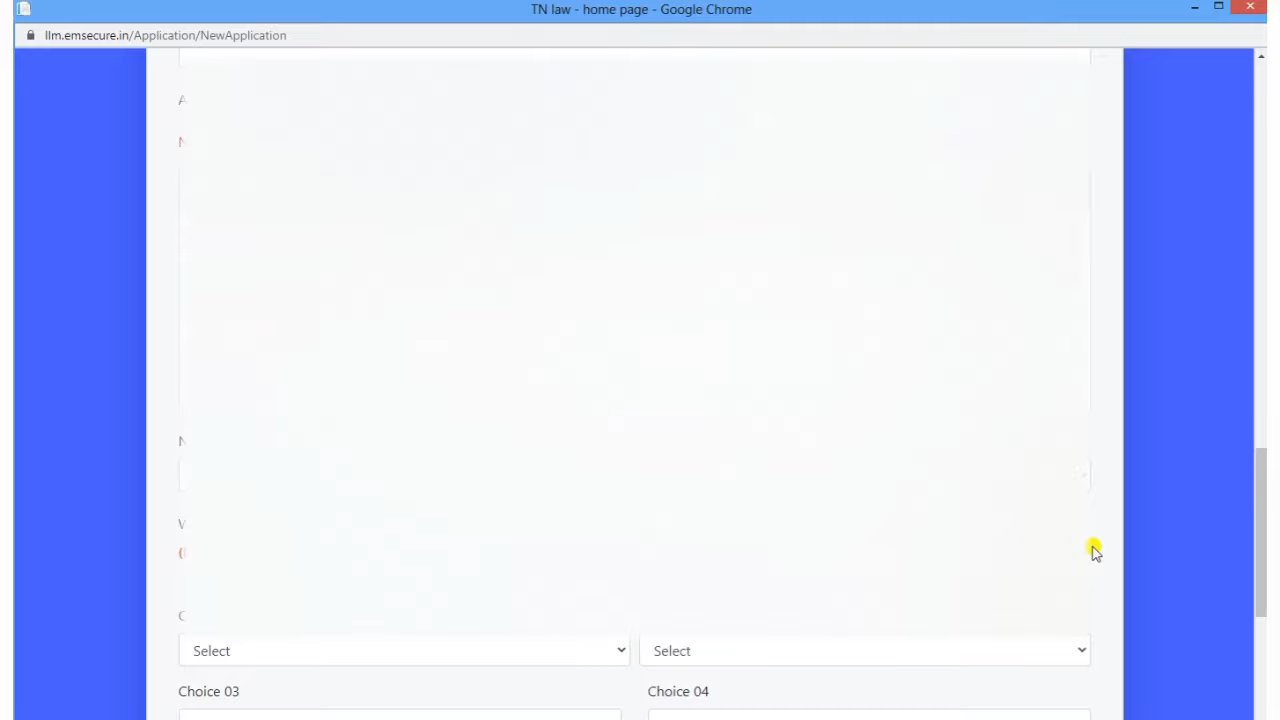 TN law - home page - Google Chrome
llm.emsecure.in/Application/NewApplication
A
N
N
W
(
C
Select Select
Choice 03 Choice 04